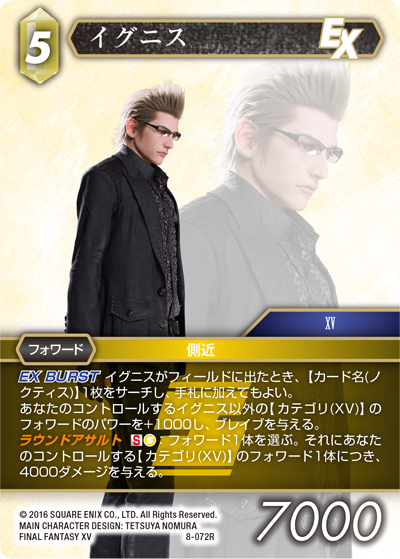 5
イグニス
EX
XV
フォワード
側近
EX BURST イグニスがフィールドに出たとき、【カード名(ノ
クティス)】1枚をサーチし、手札に加えてもよい。
あなたのコントロールするイグニス以外の【カテゴリ(XV)】の
フォワードのパワーを+1000し、ブレイブを与える。
ラウンドアサルト S : フォワード1体を選ぶ。それにあなた
のコントロールする【カテゴリ(XV)】のフォワード1体につき、
4000ダメージを与える。
© 2016 SQUARE ENIX CO., LTD. All Rights Reserved.
MAIN CHARACTER DESIGN: TETSUYA NOMURA
FINAL FANTASY XV
8-072R
7000